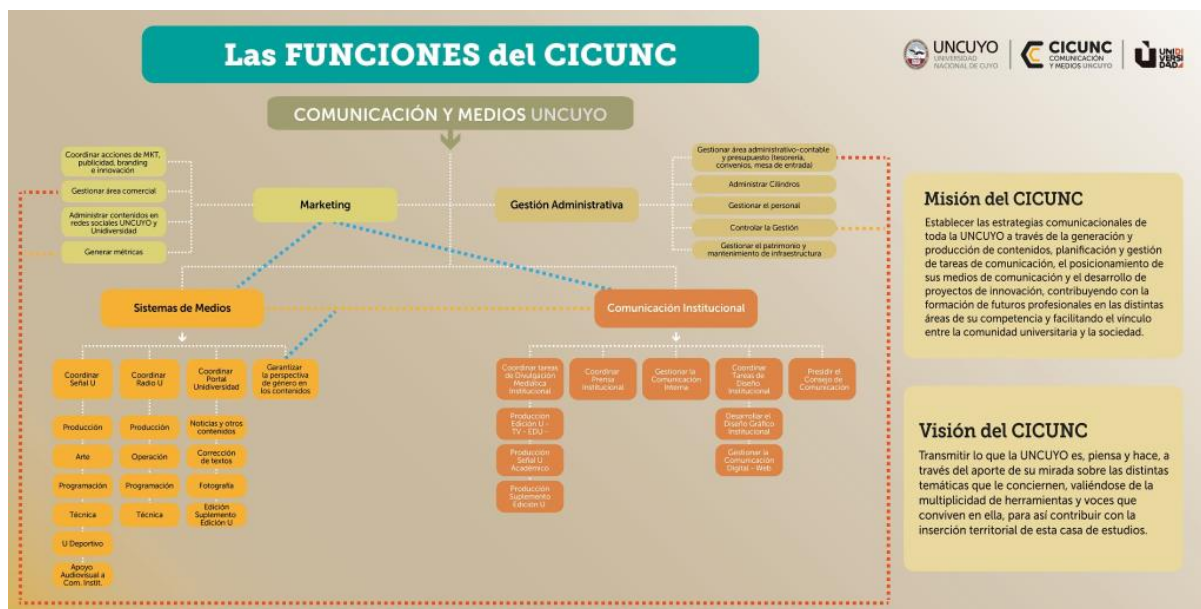 Las FUNCIONES del CICUNC
UNCUYO
UNIVERSIDAD
NACIONAL DE CUYO
CICUNC
COMUNICACIÓN
Y MEDIOS UNCUYO
UNIDI
VERSI
DAD
COMUNICACIÓN Y MEDIOS UNCUYO
Coordinar acciones de MKT,
publicidad, branding
e innovación
Gestionar área comercial
Administrar contenidos en
redes sociales UNCUYO y
Unidiversidad
Generar métricas
Marketing
Gestión Administrativa
Gestionar área administrativo-contable
y presupuesto (tesorería,
convenios, mesa de entrada)
Administrar Cilindros
Gestionar el personal
Controlar la Gestión
Gestionar el patrimonio y
mantenimiento de infraestructura
Sistemas de Medios
Comunicación Institucional
Coordinar
Señal U
Producción
Arte
Programación
Técnica
U Deportivo
Apoyo
Audiovisual a
Com. Instit.
Coordinar
Radio U
Producción
Operación
Programación
Técnica
Coordinar
Portal
Unidiversidad
Noticias y otros
contenidos
Corrección
de textos
Fotografía
Edición
Suplemento
Edición U
Garantizar
la perspectiva
de género en
los contenidos
Coordinar tareas
de Divulgación
Mediática
Institucional
Producción
Edición U -
TV - EDU -
Producción
Señal U
Académico
Producción
Suplemento
Edición U
Coordinar
Prensa
Institucional
Gestionar la
Comunicación
Interna
Coordinar
Tareas de
Diseño
Institucional
Desarrollar el
Diseño Gráfico
Institucional
Gestionar la
Comunicación
Digital - Web
Presidir el
Consejo de
Comunicación
Misión del CICUNC
Establecer las estrategias comunicacionales de
toda la UNCUYO a través de la generación y
producción de contenidos, planificación y gestión
de tareas de comunicación, el posicionamiento de
sus medios de comunicación y el desarrollo de
proyectos de innovación, contribuyendo con la
formación de futuros profesionales en las distintas
áreas de su competencia y facilitando el vínculo
entre la comunidad universitaria y la sociedad.
Visión del CICUNC
Transmitir lo que la UNCUYO es, piensa y hace, a
través del aporte de su mirada sobre las distintas
temáticas que le conciernen, valiéndose de la
multiplicidad de herramientas y voces que
conviven en ella, para así contribuir con la
inserción territorial de esta casa de estudios.